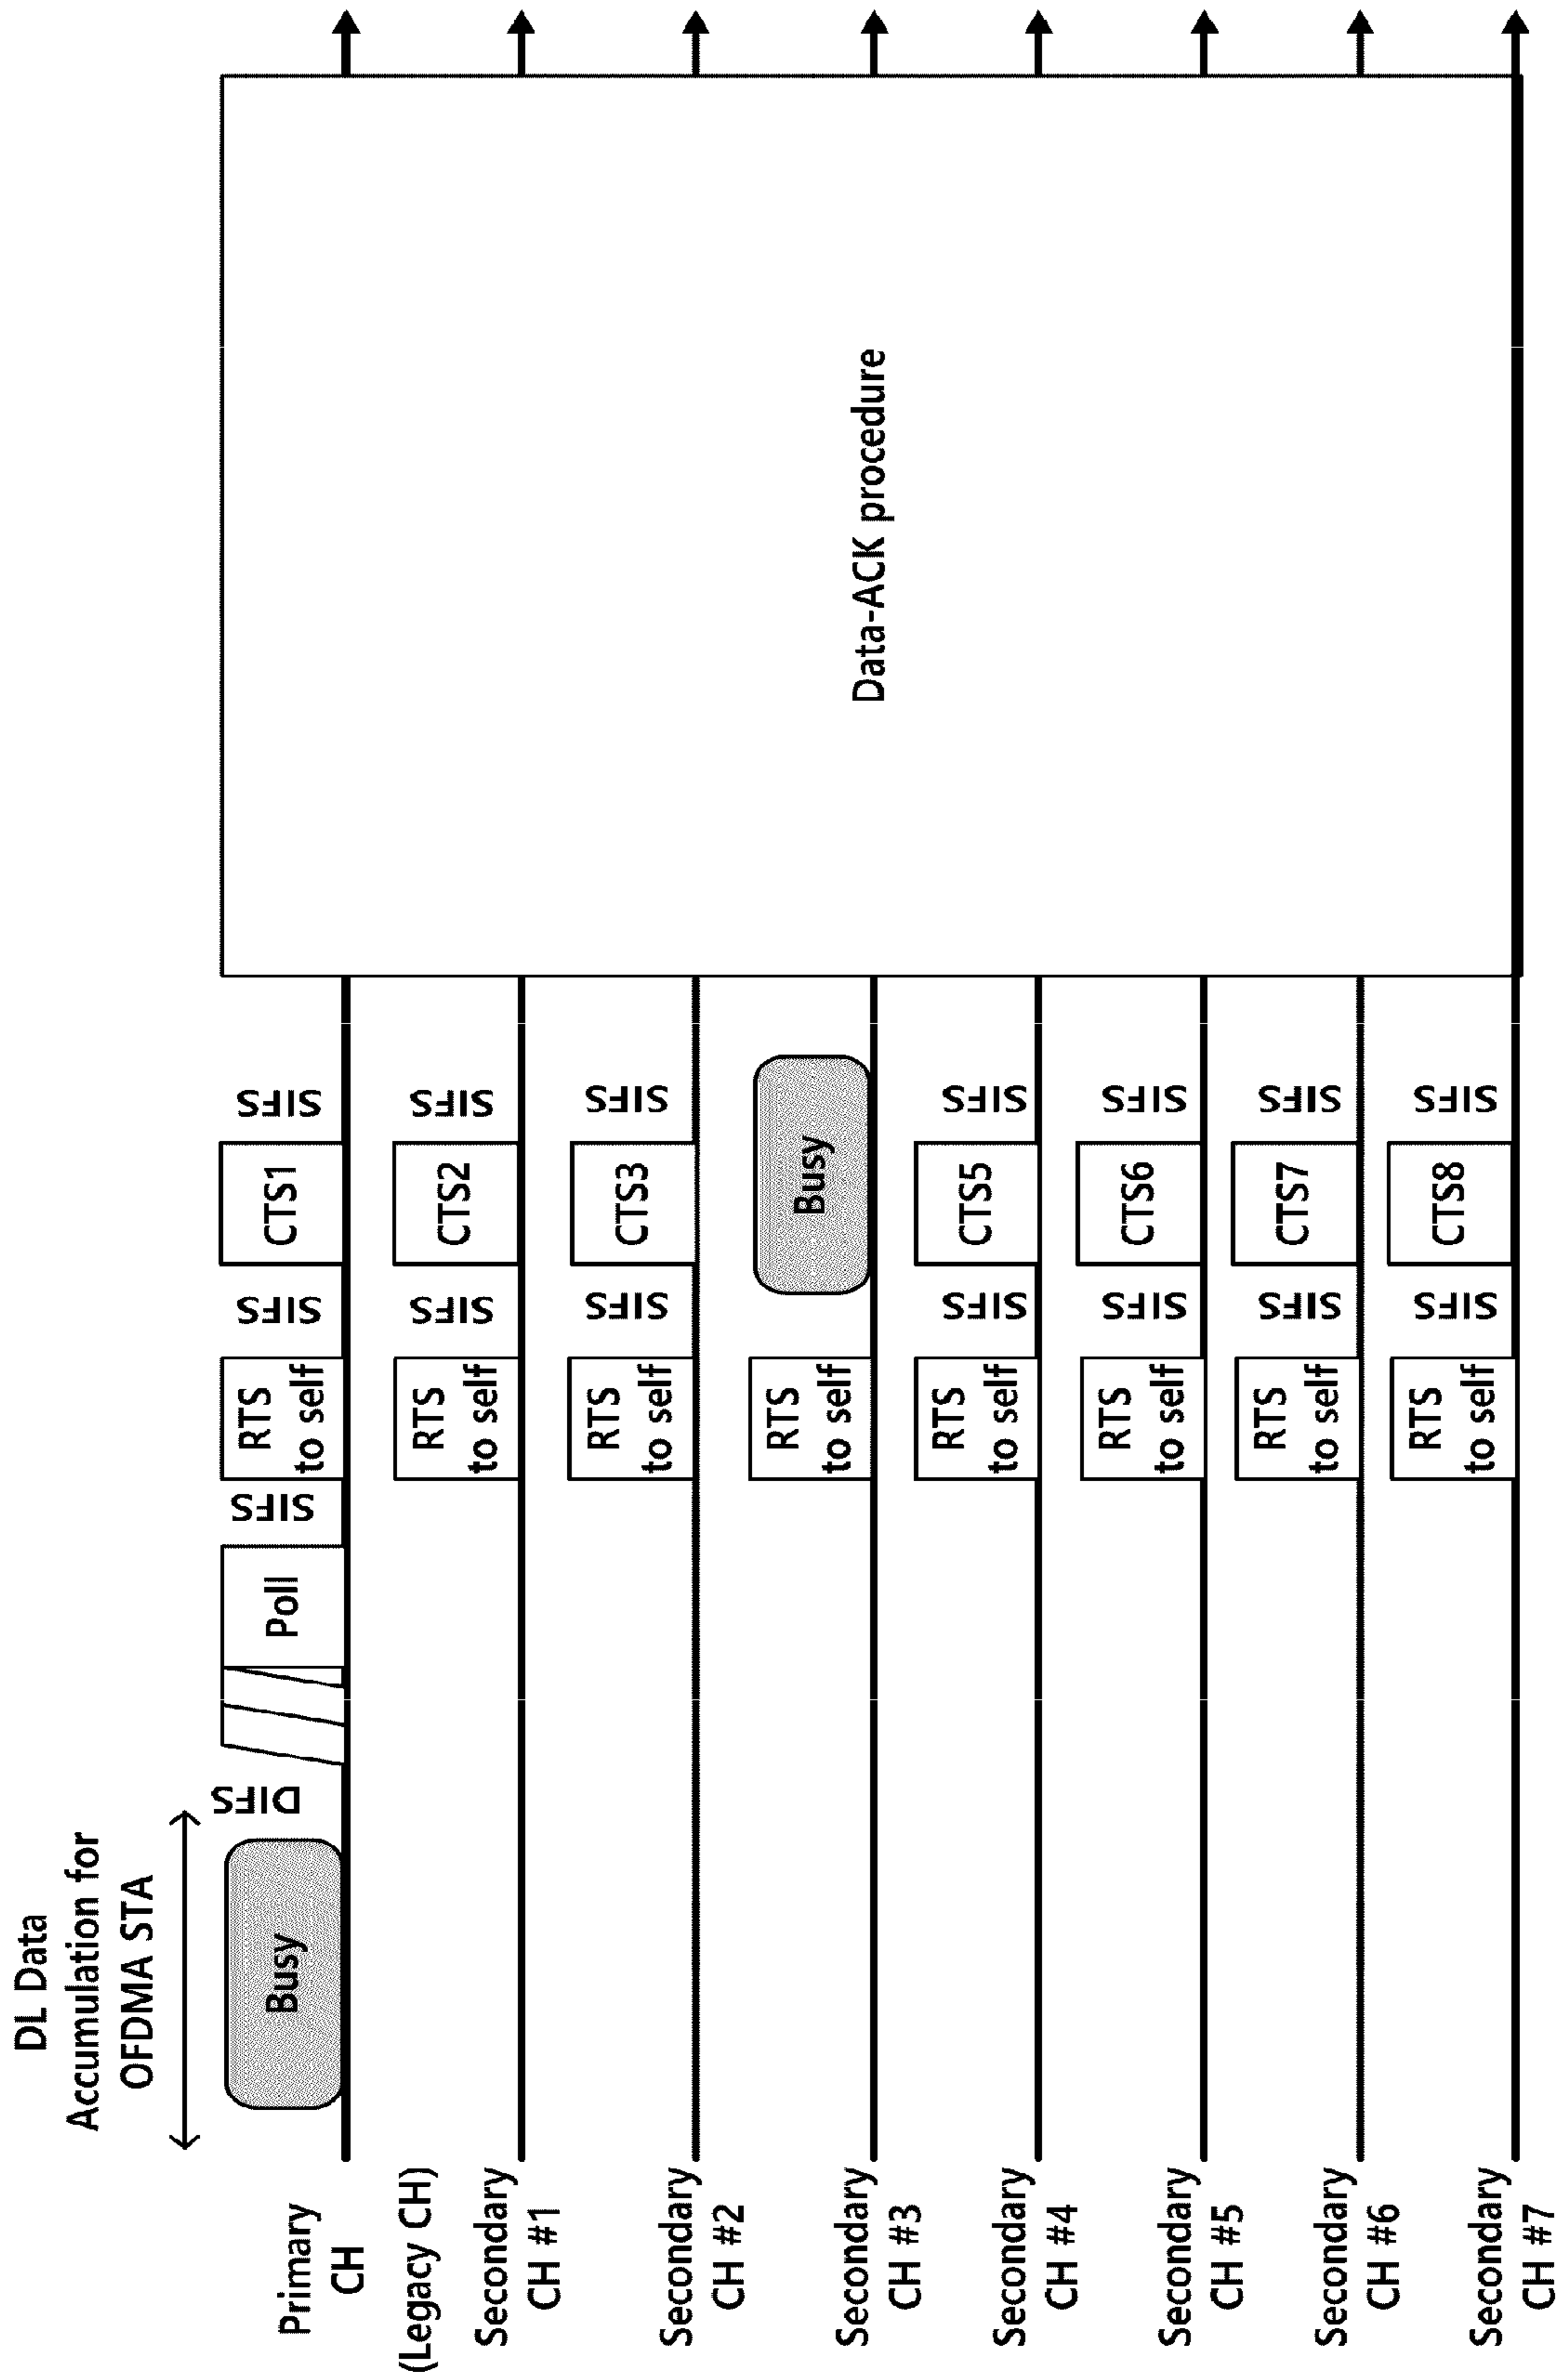 DL Data
Accumulation for
OFDMA STA
Primary
CH
(Legacy CH)
Busy
DIFS
Poll
SIFS
RTS
to self
SIFS
CTS1
SIFS
Secondary
CH #1
RTS
to self
SIFS
CTS2
SIFS
Secondary
CH #2
RTS
to self
SIFS
CTS3
SIFS
Secondary
CH #3
RTS
to self
Busy
Data-ACK procedure
Secondary
CH #4
RTS
to self
SIFS
CTS5
SIFS
Secondary
CH #5
RTS
to self
SIFS
CTS6
SIFS
Secondary
CH #6
RTS
to self
SIFS
CTS7
SIFS
Secondary
CH #7
RTS
to self
SIFS
CTS8
SIFS